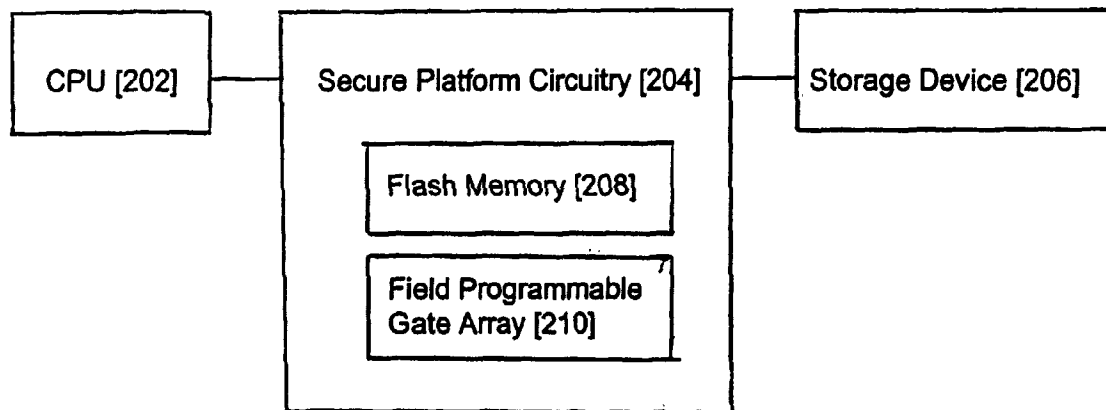 CPU [202]
Secure Platform Circuitry [204]
Storage Device [206]
Flash Memory [208]
Field Programmable
Gate Array [210]